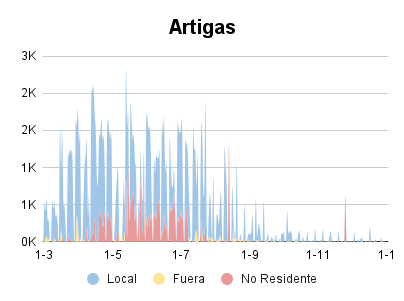 Artigas
3K
2K
2K
1K
1K
0K
1-3
1-5
1-7
1-9
1-11
1-1
Local
Fuera
No Residente